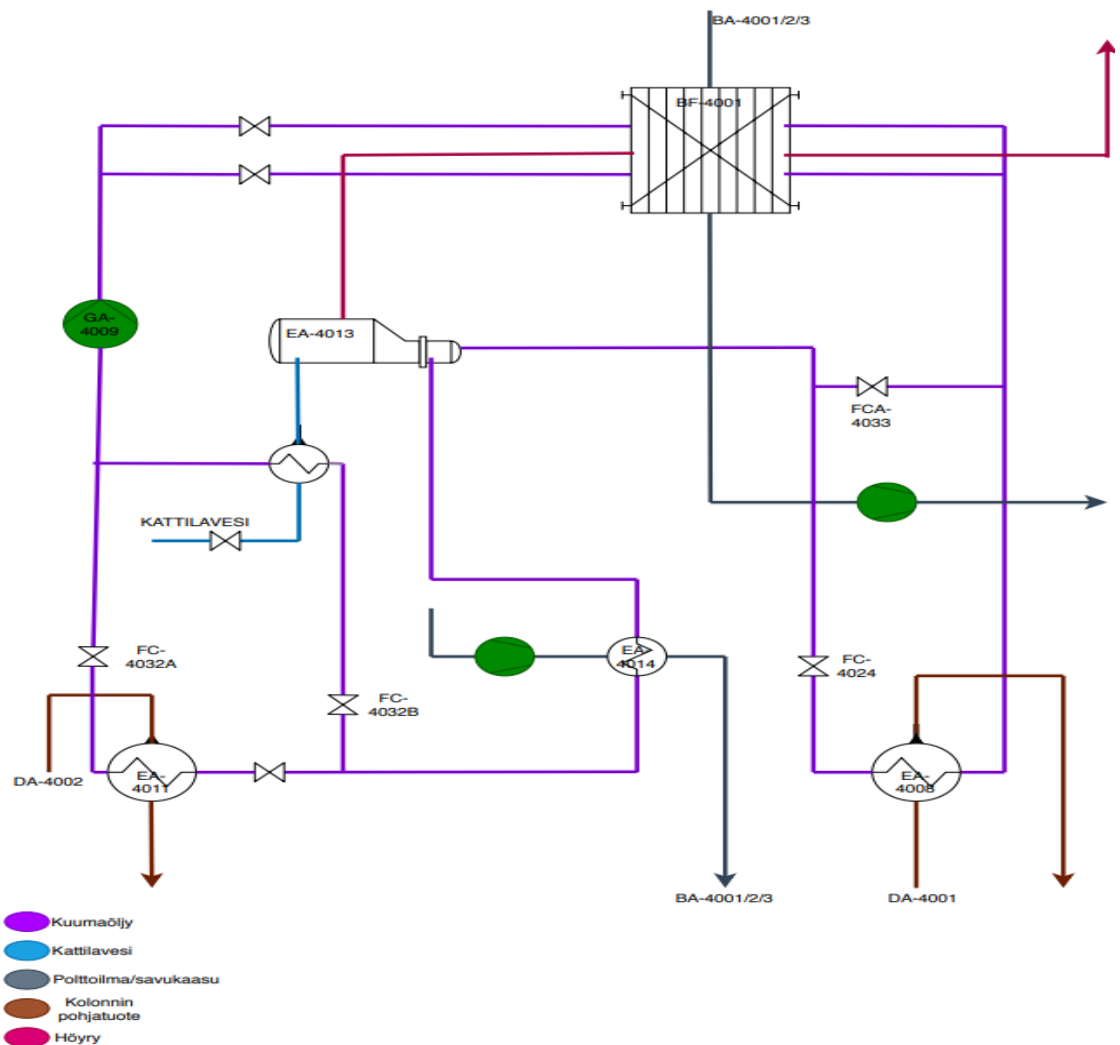 BA-4001/2/3
BF-4001
GA-
4009
EA-4013
FCA-
4033
KATTILAVESI
FC-
4032A
EA-
4014
FC-
4024
FC-
4032B
DA-4002
EA-
4011
EA-
4008
BA-4001/2/3
DA-4001
Kuumaöljy
Kattilavesi
Polttoilma/savukaasu
Kolonnin
pohjatuote
Höyry